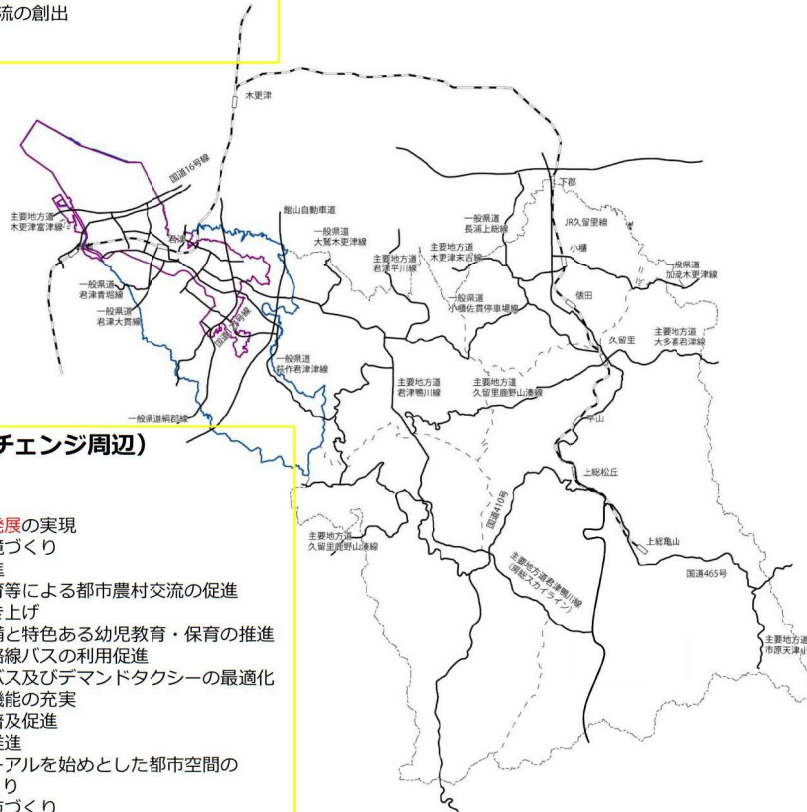 流の創出
木更津
国道16号線
下郡
主要地方道
木更津富津線
館山自動車道
一般県道
大鷲木更津線
一般県道
長浦上総線
JR久留里線
君津
主要地方道
君津平川線
主要地方道
木更津末吉線
小櫃
一般県道
加茂木更津線
一般県道
君津青堀線
一般県道
小櫃佐貫停車場線
俵田
一般県道
君津大貫線
久留里
主要地方道
大多喜君津線
一般県道
荻作君津線
主要地方道
君津鴨川線
主要地方道
久留里鹿野山湊線
平山
チェンジ周辺）
上総松丘
国道410号
発展の実現
境づくり
進
主要地方道
久留里鹿野山湊線
上総亀山
主要地方道君津鴨川線
（房総スカイライン）
国道465号
育等による都市農村交流の促進
き上げ
備と特色ある幼児教育・保育の推進
路線バスの利用促進
主要地方道
バス及びデマンドタクシーの最適化
機能の充実
普及促進
推進
ーアルを始めとした都市空間の
り